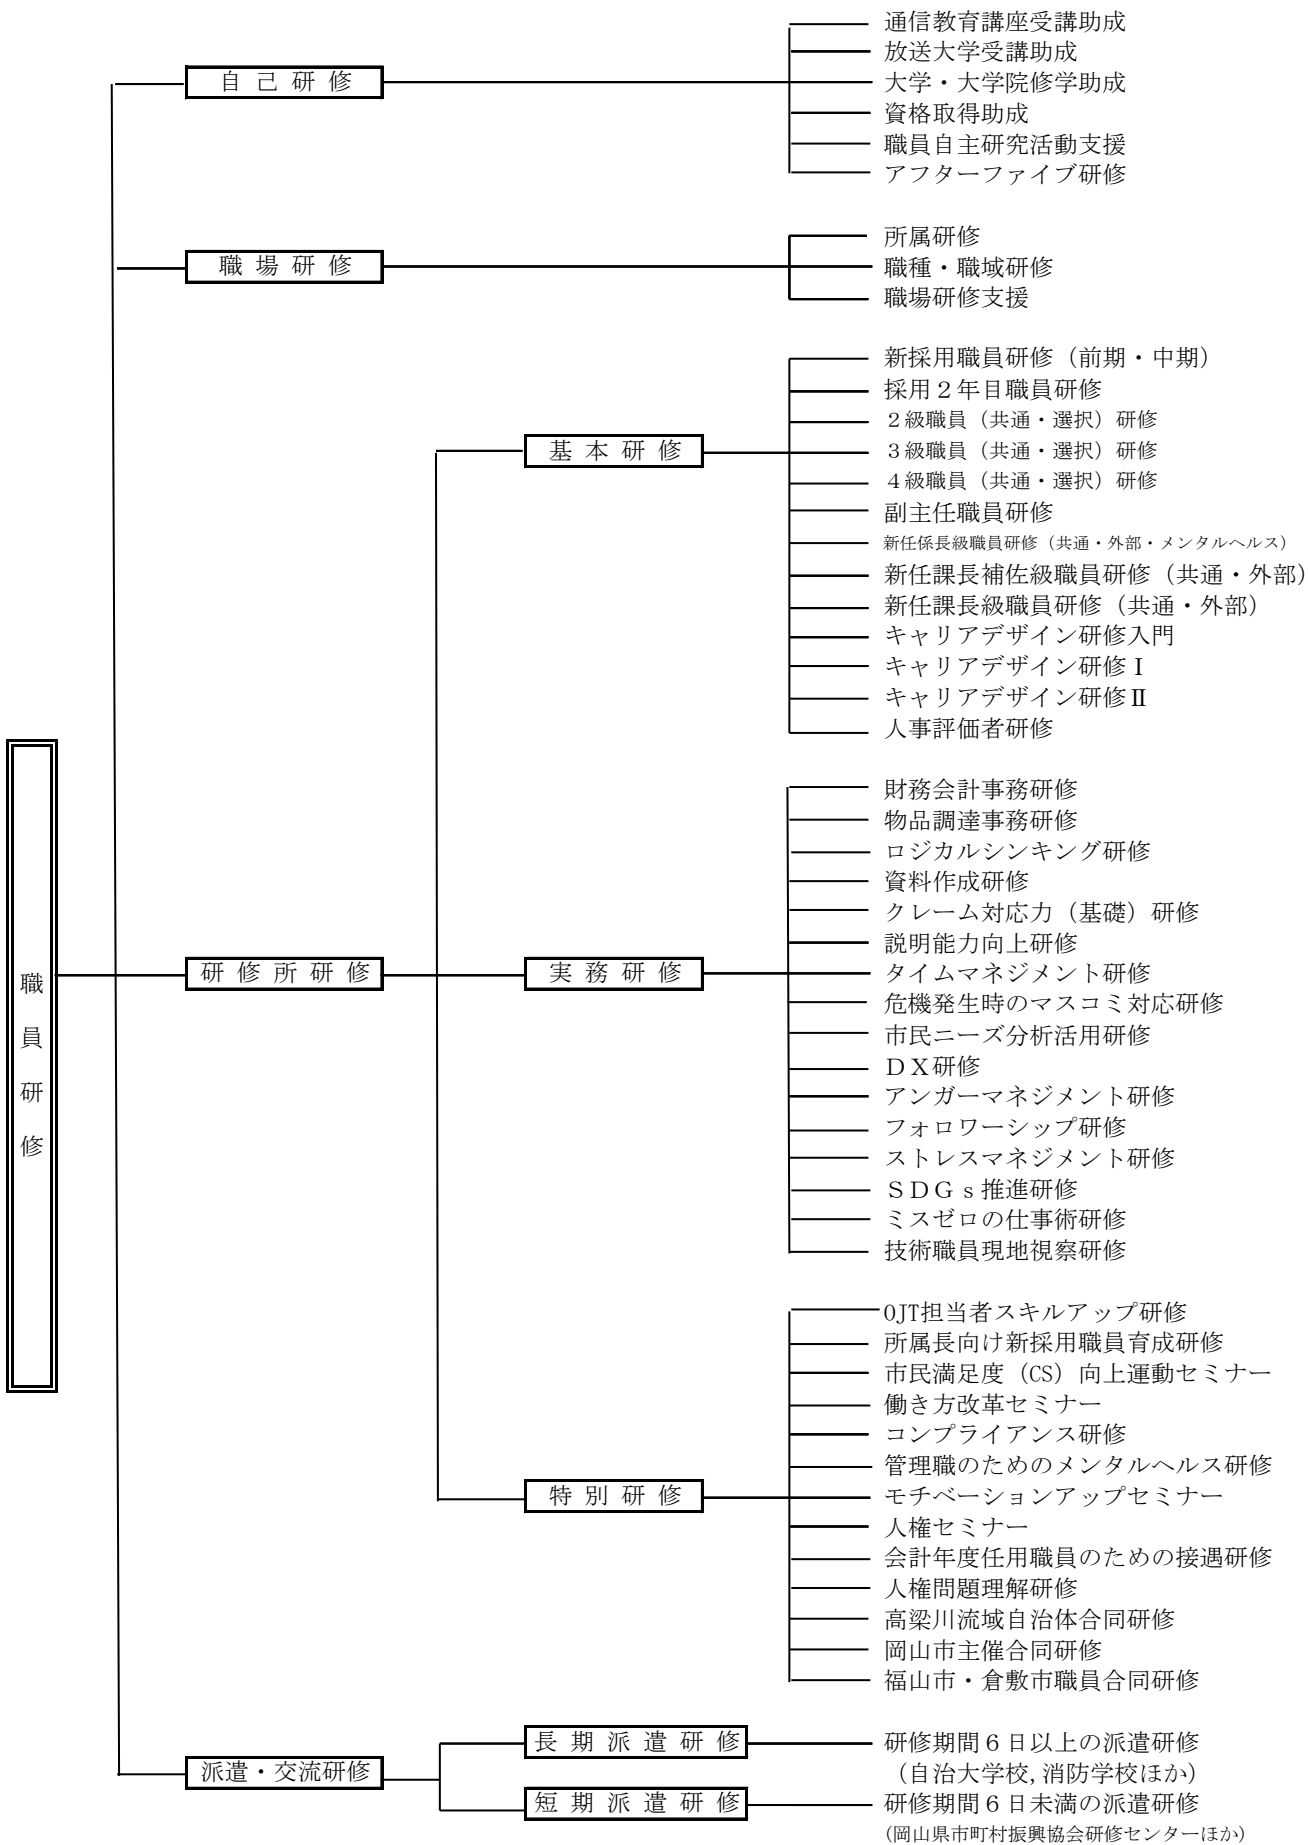 職員研修
自己研修
通信教育講座受講助成
放送大学受講助成
大学・大学院修学助成
資格取得助成
職員自主研究活動支援
アフターファイブ研修
職場研修
所属研修
職種・職域研修
職場研修支援
研修所研修
基本研修
新採用職員研修（前期・中期）
採用２年目職員研修
２級職員（共通・選択）研修
３級職員（共通・選択）研修
４級職員（共通・選択）研修
副主任職員研修
新任係長級職員研修（共通・外部・メンタルヘルス）
新任課長補佐級職員研修（共通・外部）
新任課長級職員研修（共通・外部）
キャリアデザイン研修入門
キャリアデザイン研修Ⅰ
キャリアデザイン研修Ⅱ
人事評価者研修
実務研修
財務会計事務研修
物品調達事務研修
ロジカルシンキング研修
資料作成研修
クレーム対応力（基礎）研修
説明能力向上研修
タイムマネジメント研修
危機発生時のマスコミ対応研修
市民ニーズ分析活用研修
ＤＸ研修
アンガーマネジメント研修
フォロワーシップ研修
ストレスマネジメント研修
ＳＤＧｓ推進研修
ミスゼロの仕事術研修
技術職員現地視察研修
特別研修
OJT担当者スキルアップ研修
所属長向け新採用職員育成研修
市民満足度（CS）向上運動セミナー
働き方改革セミナー
コンプライアンス研修
管理職のためのメンタルヘルス研修
モチベーションアップセミナー
人権セミナー
会計年度任用職員のための接遇研修
人権問題理解研修
高梁川流域自治体合同研修
岡山市主催合同研修
福山市・倉敷市職員合同研修
派遣・交流研修
長期派遣研修
研修期間６日以上の派遣研修
（自治大学校,消防学校ほか）
短期派遣研修
研修期間６日未満の派遣研修
(岡山県市町村振興協会研修センターほか)